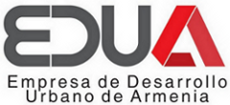 EDUA
Empresa de Desarrollo
Urbano de Armenia